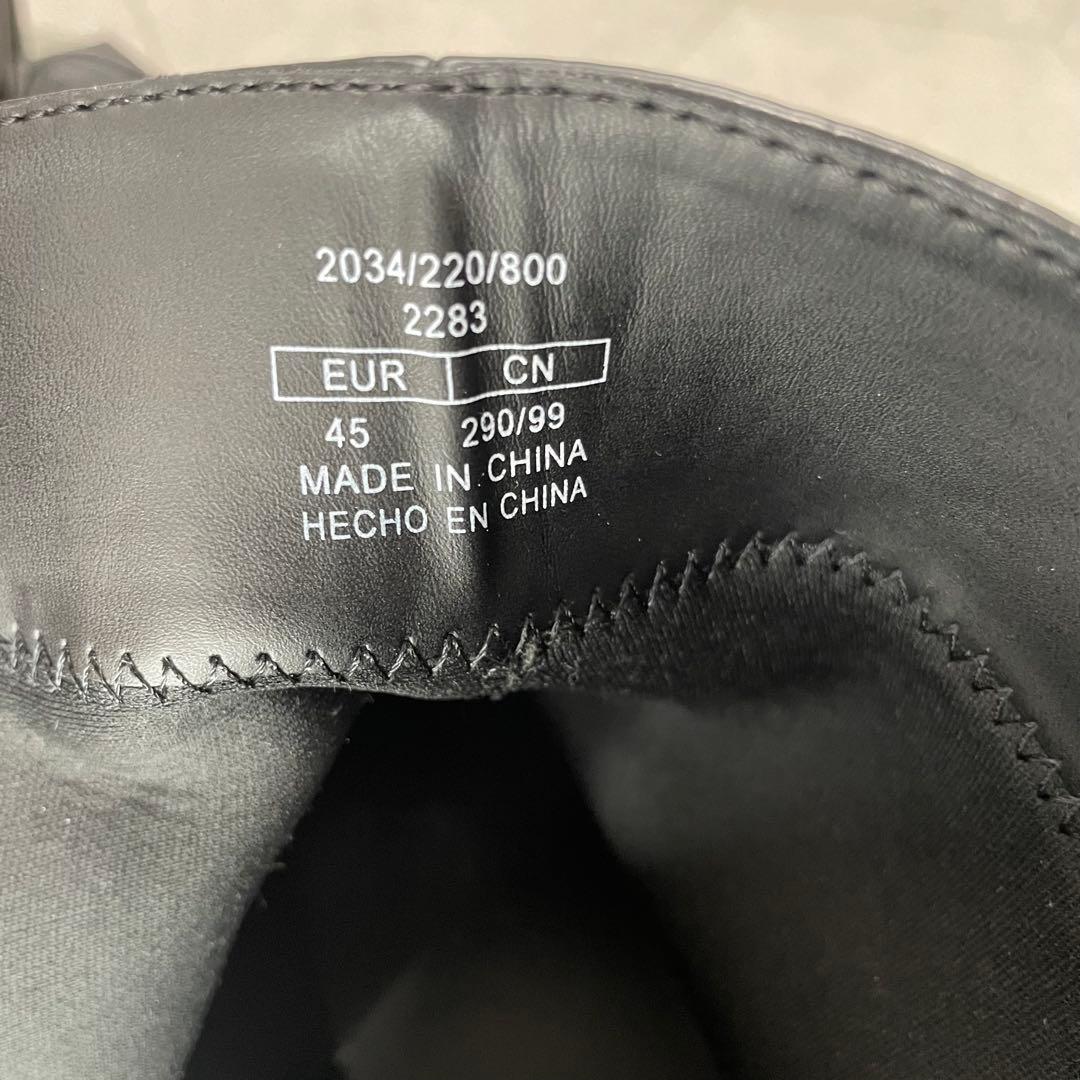 2034/220/800
2283
EUR CN
45 290/99
MADE IN CHINA
HECHO EN CHINA